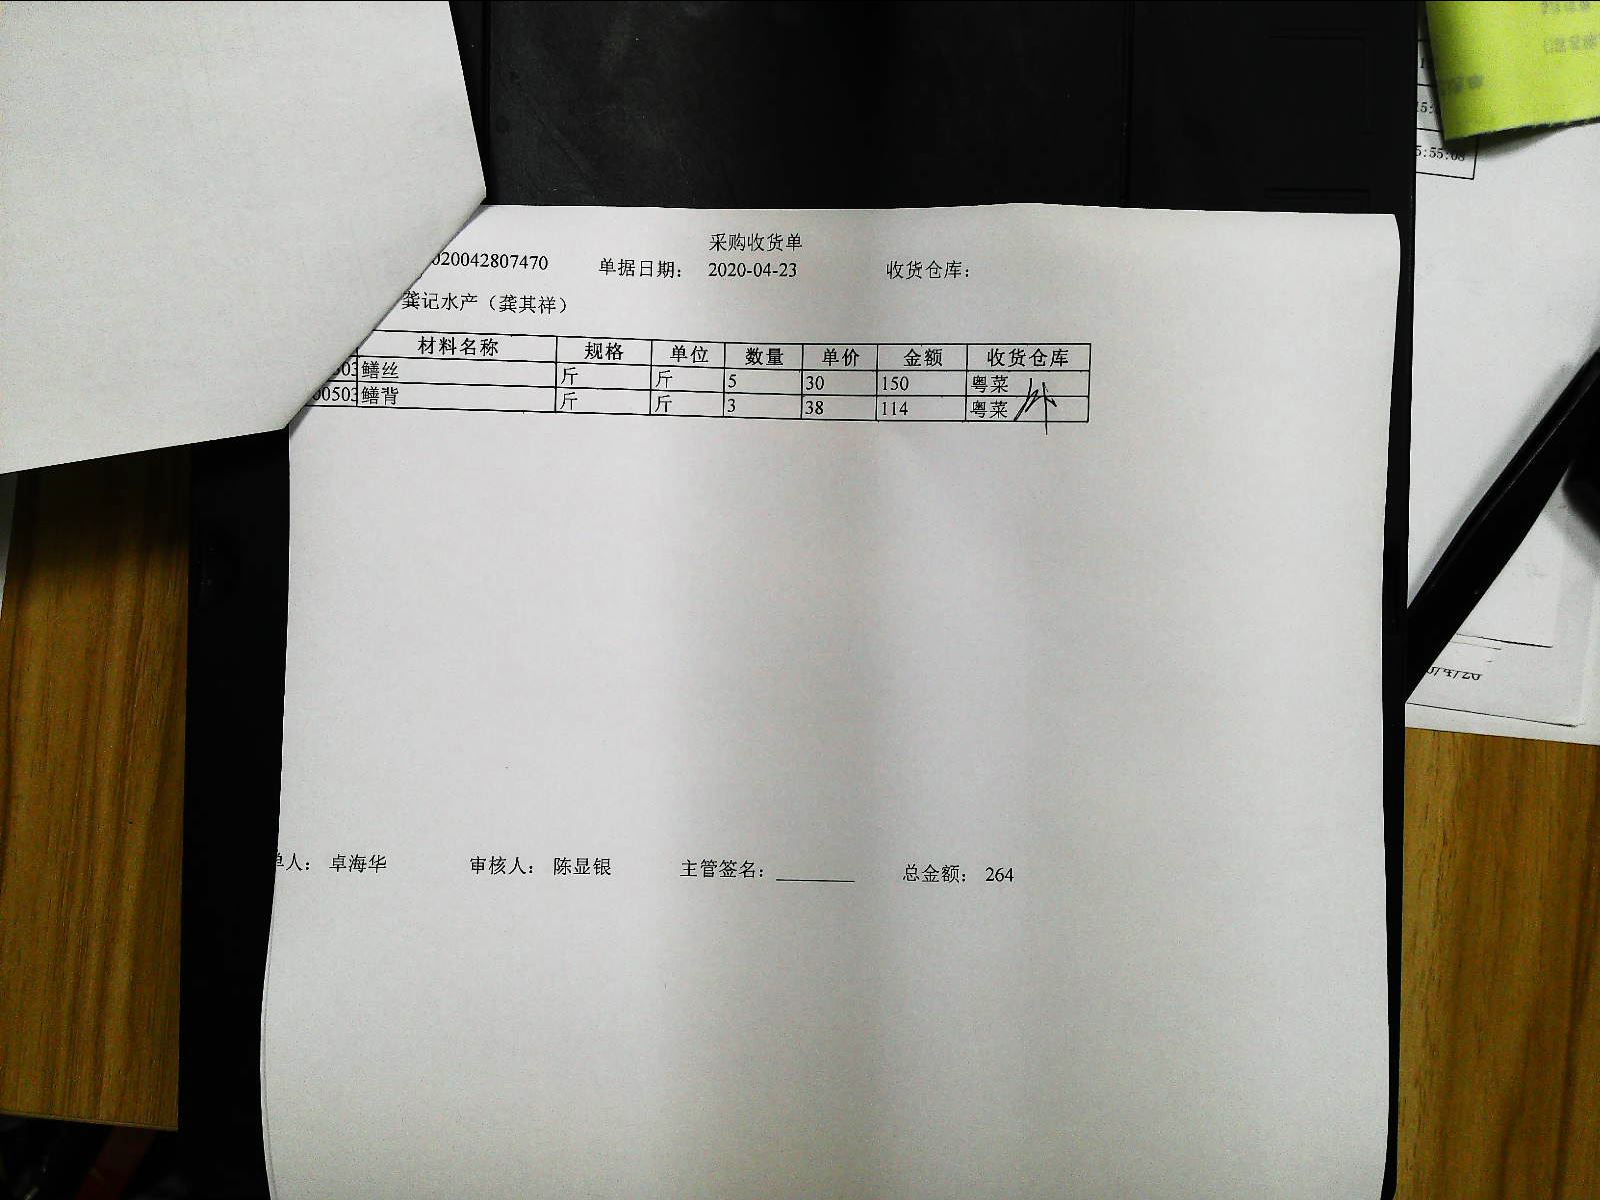 采购收货单
020042807470 单据日期： 2020-04-23 收货仓库：
龚记水产（龚其祥）
材料名称 规格 单位 数量 单价 金额 收货仓库
503 鳝丝 斤 斤 5 30 150 粤菜
00503 鳝背 斤 斤 3 38 114 粤菜
单人： 卓海华 审核人： 陈显银 主管签名： 总金额： 264